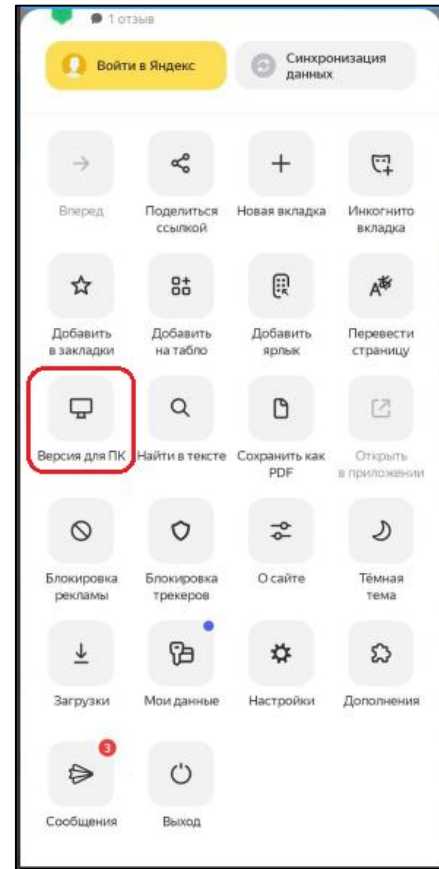 1 отзыв
Войти в Яндекс
Синхронизация
данных
Вперед
Поделиться
ссылкой
Новая вкладка
Инкогнито
вкладка
Добавить
в закладки
Добавить
на табло
Добавить
ярлык
Перевести
страницу
Версия для ПК
Найти в тексте
Сохранить как
PDF
Открыть
в приложении
Блокировка
рекламы
Блокировка
трекеров
О сайте
Тёмная
тема
Загрузки
Мои данные
Настройки
Дополнения
3
Сообщения
Выход